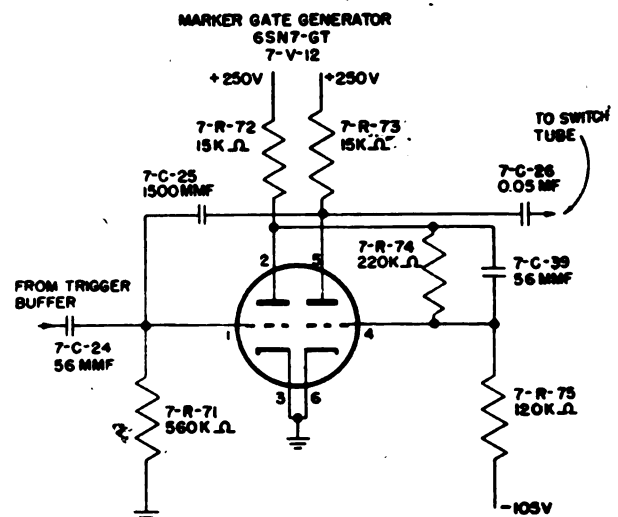 MARKER GATE GENERATOR
6SN7-GT
7-V-12
+250V
+250V
7-R-72
15K Ω
7-R-73
15K Ω
TO SWITCH
TUBE
7-C-25
1500 MMF
7-C-26
0.05 MF
7-R-74
220K Ω
7-C-39
56 MMF
2
5
FROM TRIGGER
BUFFER
1
4
7-C-24
56 MMF
3
6
7-R-71
560K Ω
7-R-75
120K Ω
-105V